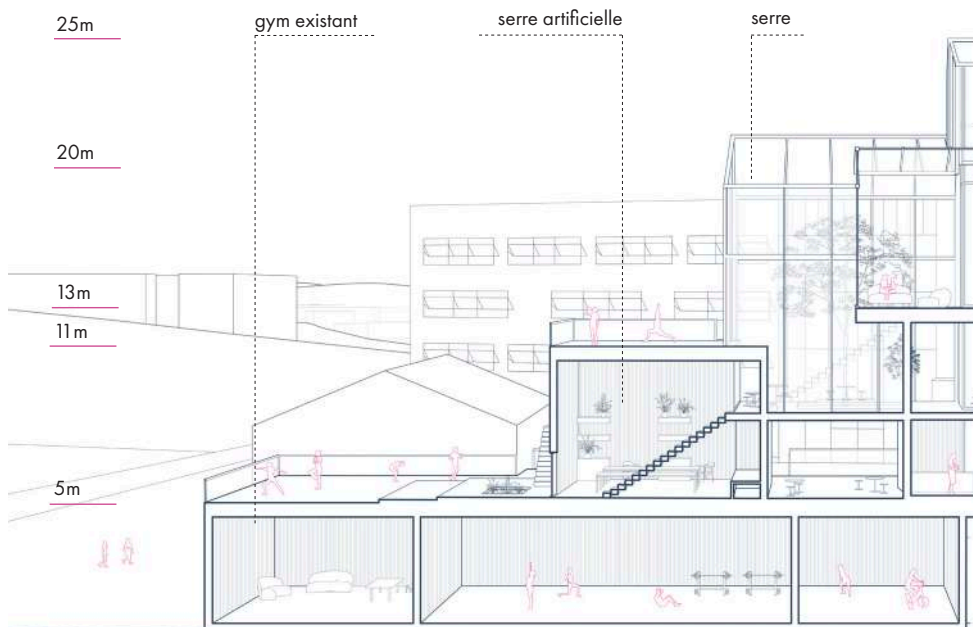 25m
gym existant
serre artificielle
serre
20m
13m
11m
5m